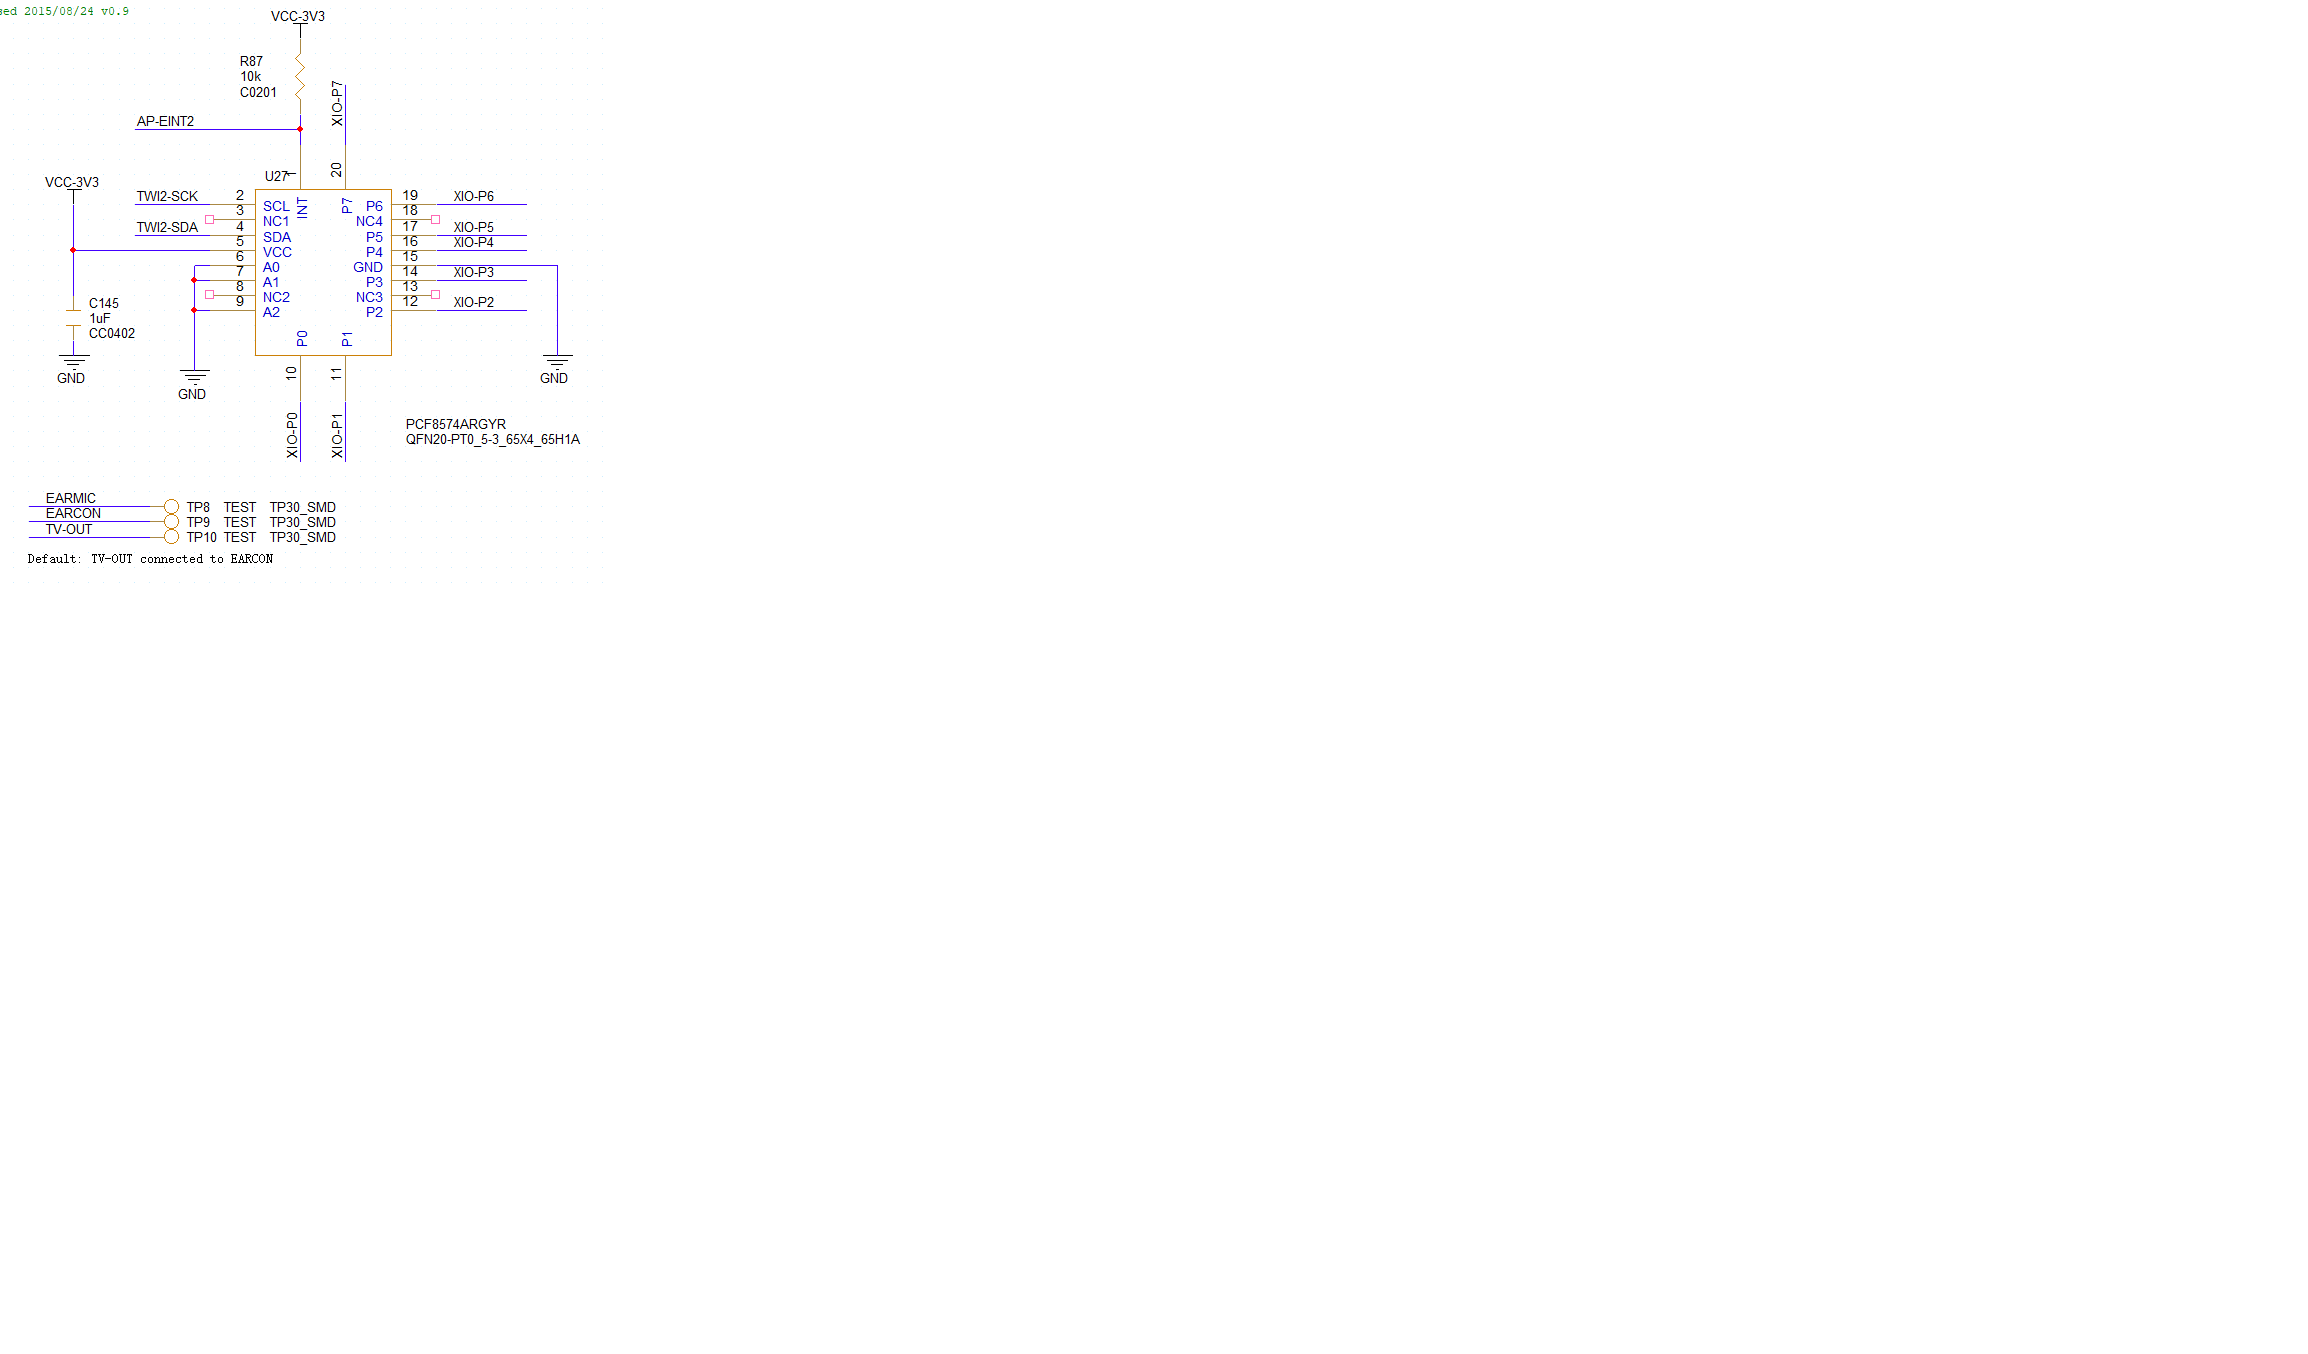 sed 2015/08/24 v0.9
VCC-3V3
R87
10k
C0201
XIO-P7
AP-EINT2
U27
1
20
VCC-3V3
TWI2-SCK
TWI2-SDA
2
3
4
5
6
7
8
9
SCL
NC1
SDA
VCC
A0
A1
NC2
A2
INT
P7
P6
NC4
P5
P4
GND
P3
NC3
P2
P0
P1
19
18
17
16
15
14
13
12
XIO-P6
XIO-P5
XIO-P4
XIO-P3
XIO-P2
C145
1uF
CC0402
GND
GND
GND
10
11
XIO-P0
XIO-P1
PCF8574ARGYR
QFN20-PT0_5-3_65X4_65H1A
EARMIC
EARCON
TV-OUT
TP8 TEST TP30_SMD
TP9 TEST TP30_SMD
TP10 TEST TP30_SMD
Default: TV-OUT connected to EARCON